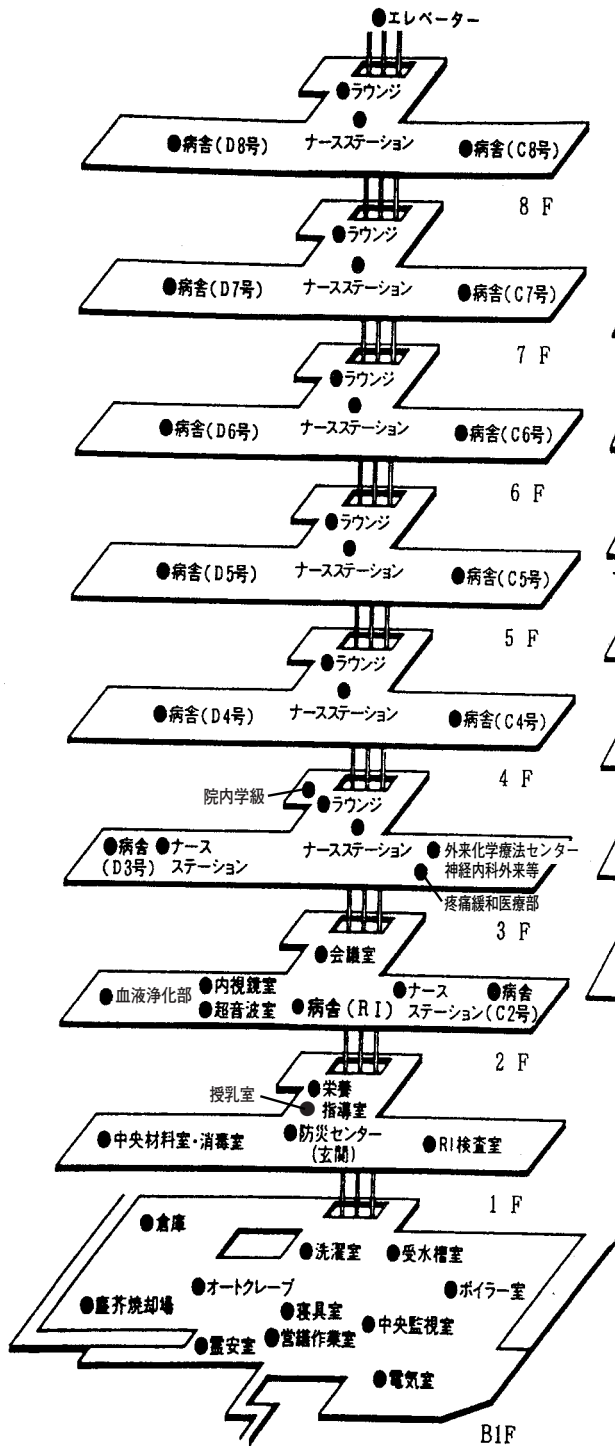 ●エレベーター
●ラウンジ
●ナースステーション
●病舎(D8号)
●病舎(C8号)
8 F
●ラウンジ
●ナースステーション
●病舎(D7号)
●病舎(C7号)
7 F
●ラウンジ
●ナースステーション
●病舎(D6号)
●病舎(C6号)
6 F
●ラウンジ
●ナースステーション
●病舎(D5号)
●病舎(C5号)
5 F
●ラウンジ
●ナースステーション
●病舎(D4号)
●病舎(C4号)
4 F
院内学級
●ラウンジ
●ナースステーション
●病舎
(D3号)
●ナース
ステーション
●外来化学療法センター
神経内科外来等
●疼痛緩和医療部
3 F
●会議室
●血液浄化部
●内視鏡室
●超音波室
●病舎(RI)
●ナース
ステーション
●病舎
(C2号)
2 F
●栄養
指導室
授乳室
●中央材料室・消毒室
●防災センター
(玄関)
●RI検査室
1 F
●倉庫
●洗濯室
●受水槽室
●オートクレーブ
●ボイラー室
●塵芥焼却場
●寝具室
●中央監視室
●霊安室
●営繕作業室
●電気室
B1F